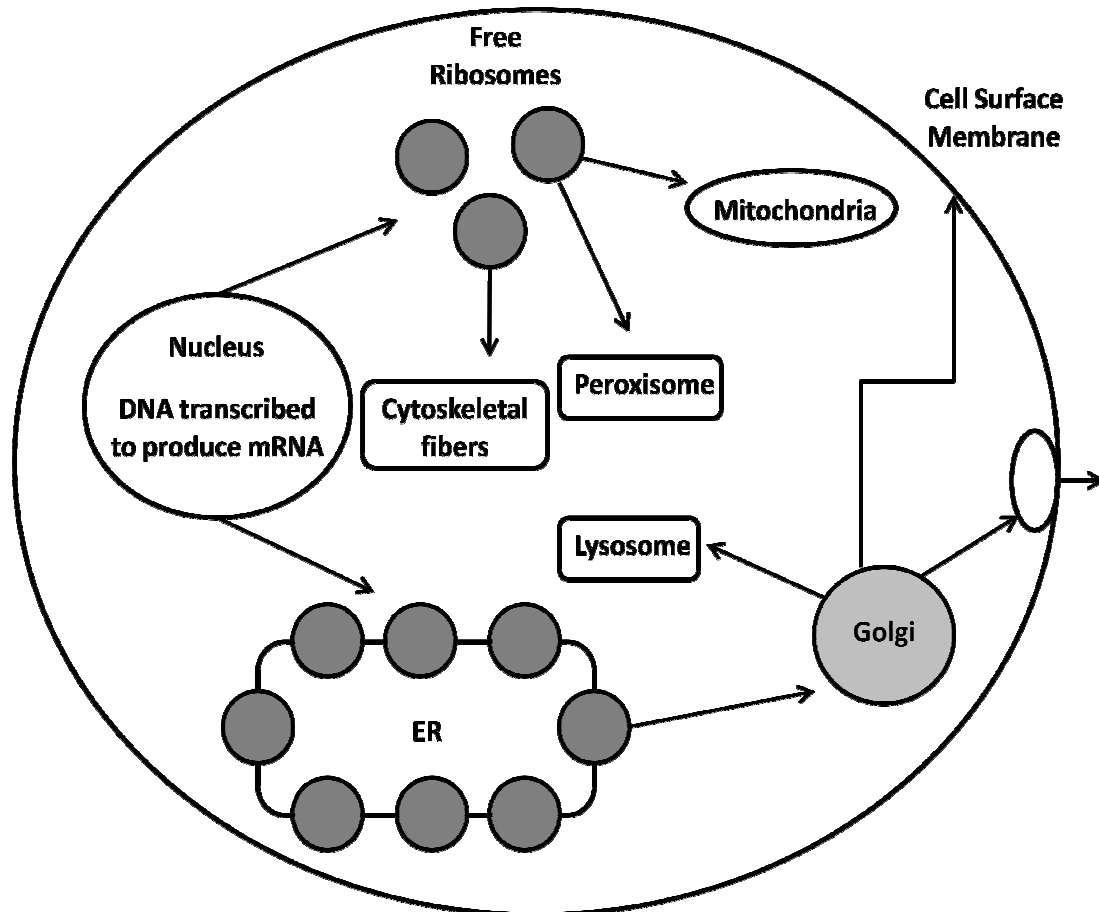 Free
Ribosomes
Cell Surface
Membrane
Mitochondria
Nucleus
DNA transcribed
to produce mRNA
Peroxisome
Cytoskeletal
fibers
Lysosome
Golgi
ER